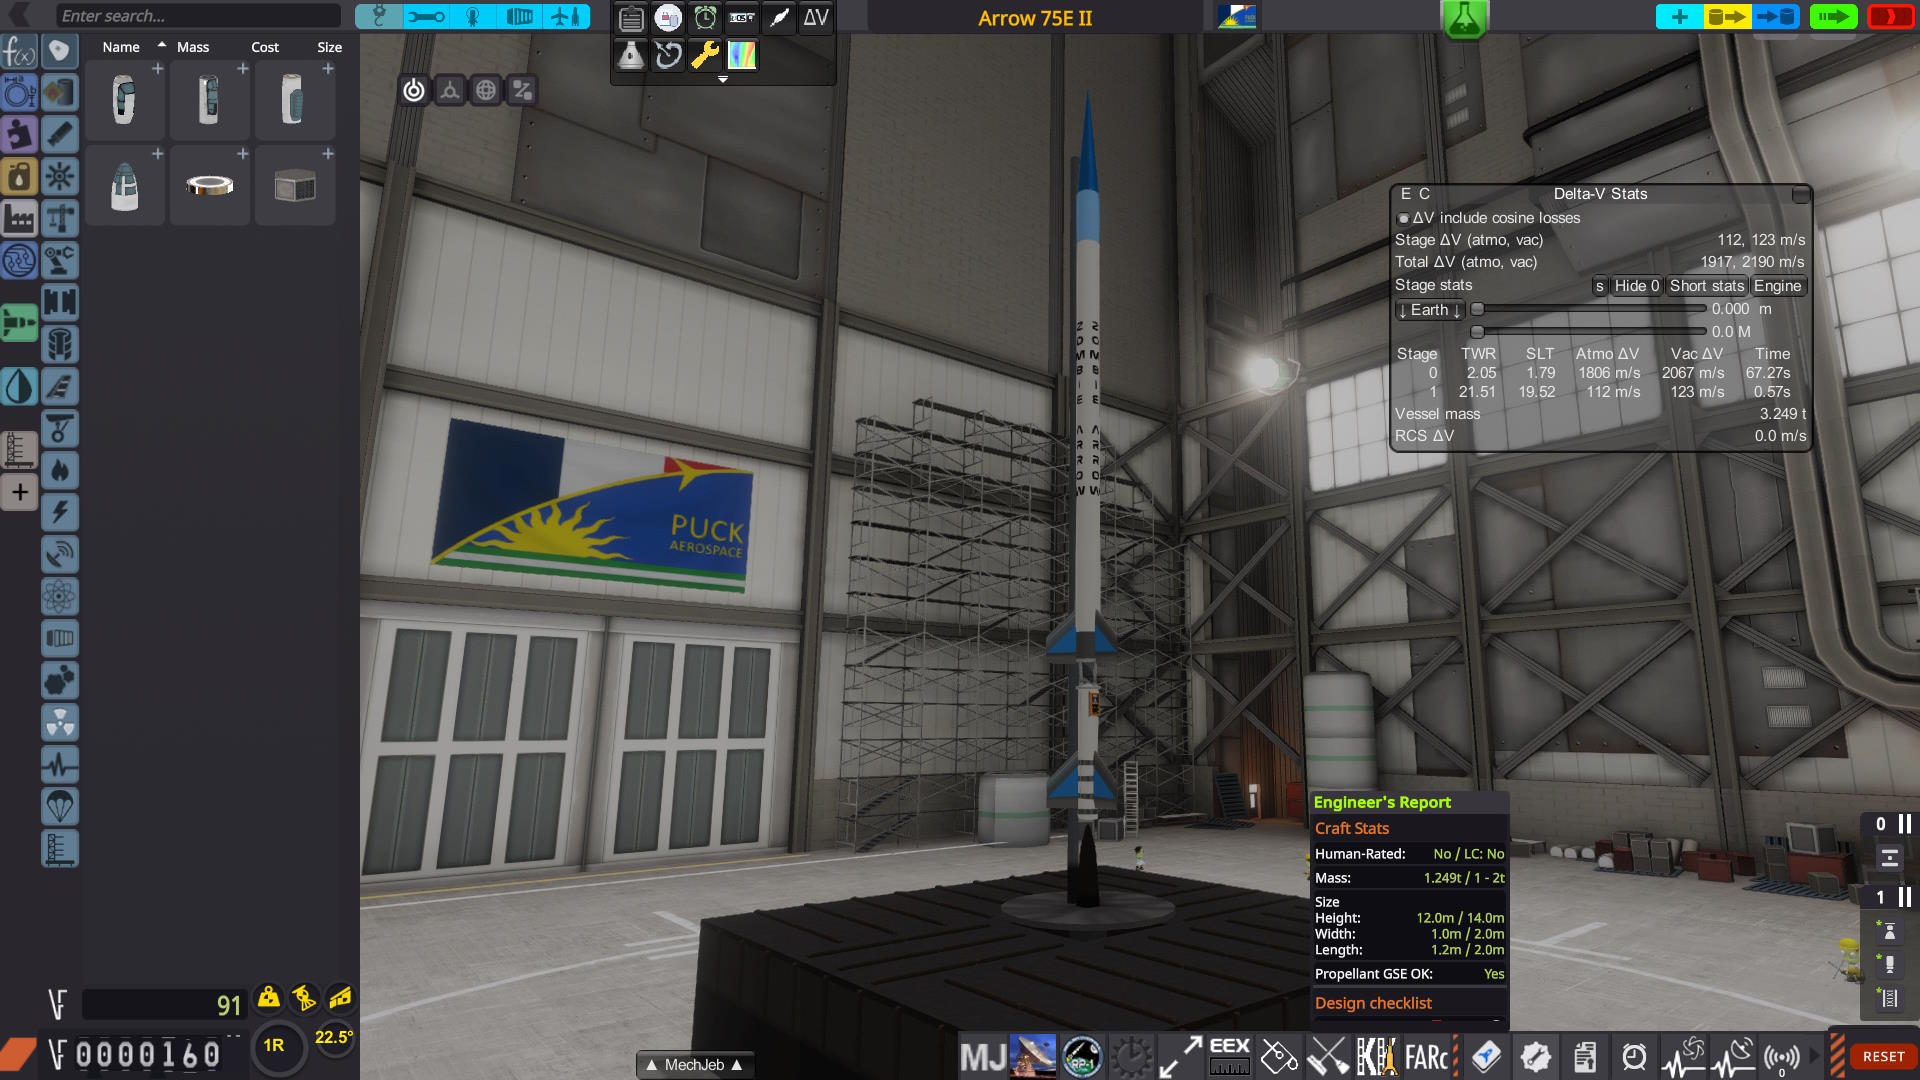 Enter search...
MOST
ΔV
Arrow 75E II
f(x)
Name Mass Cost Size
E C Delta-V Stats
ΔV include cosine losses
Stage ΔV (atmo, vac) 112, 123 m/s
Total ΔV (atmo, vac) 1917, 2190 m/s
Stage stats s Hide 0 Short stats Engine
↓ Earth ↓ 0.000 m
0.0 M
Stage TWR SLT Atmo ΔV Vac ΔV Time
0 2.05 1.79 1806 m/s 2067 m/s 67.27s
1 21.51 19.52 112 m/s 123 m/s 0.57s
Vessel mass 3.249 t
RCS ΔV 0.0 m/s
ZOMBIE ARROW
PUCK
AEROSPACE
Engineer's Report
Craft Stats
Human-Rated: No / LC: No
Mass: 1.249t / 1 - 2t
Size
Height: 12.0m / 14.0m
Width: 1.0m / 2.0m
Length: 1.2m / 2.0m
Propellant GSE OK: Yes
Design checklist
0
1
91
0000160
1R
22.5°
▲ MechJeb ▲
MJ
RP-1
EEX
FARc
0
RESET